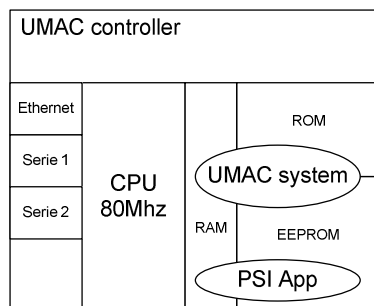 UMAC controller
Ethernet
Serie 1
Serie 2
CPU
80Mhz
RAM
ROM
UMAC system
EEPROM
PSI App